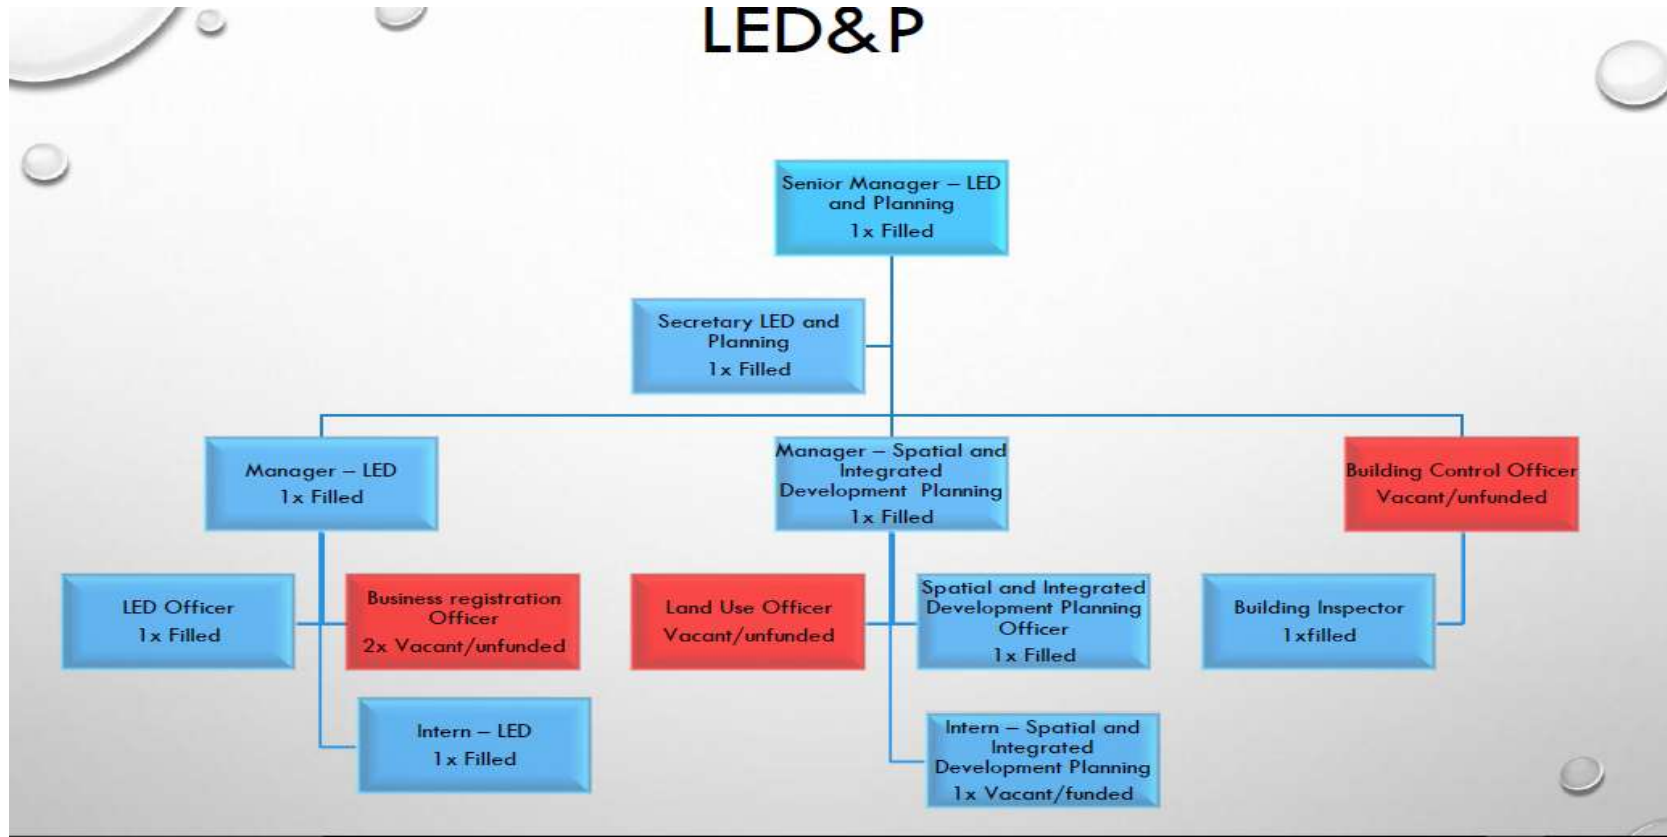 LED&P
Senior Manager – LED
and Planning
1x Filled
Secretary LED and
Planning
1x Filled
Manager – LED
1x Filled
Manager – Spatial and
Integrated
Development Planning
1x Filled
Building Control Officer
Vacant/unfunded
LED Officer
1x Filled
Business registration
Officer
2x Vacant/unfunded
Land Use Officer
Vacant/unfunded
Spatial and Integrated
Development Planning
Officer
1x Filled
Building Inspector
1xfilled
Intern – LED
1x Filled
Intern – Spatial and
Integrated
Development Planning
1x Vacant/funded